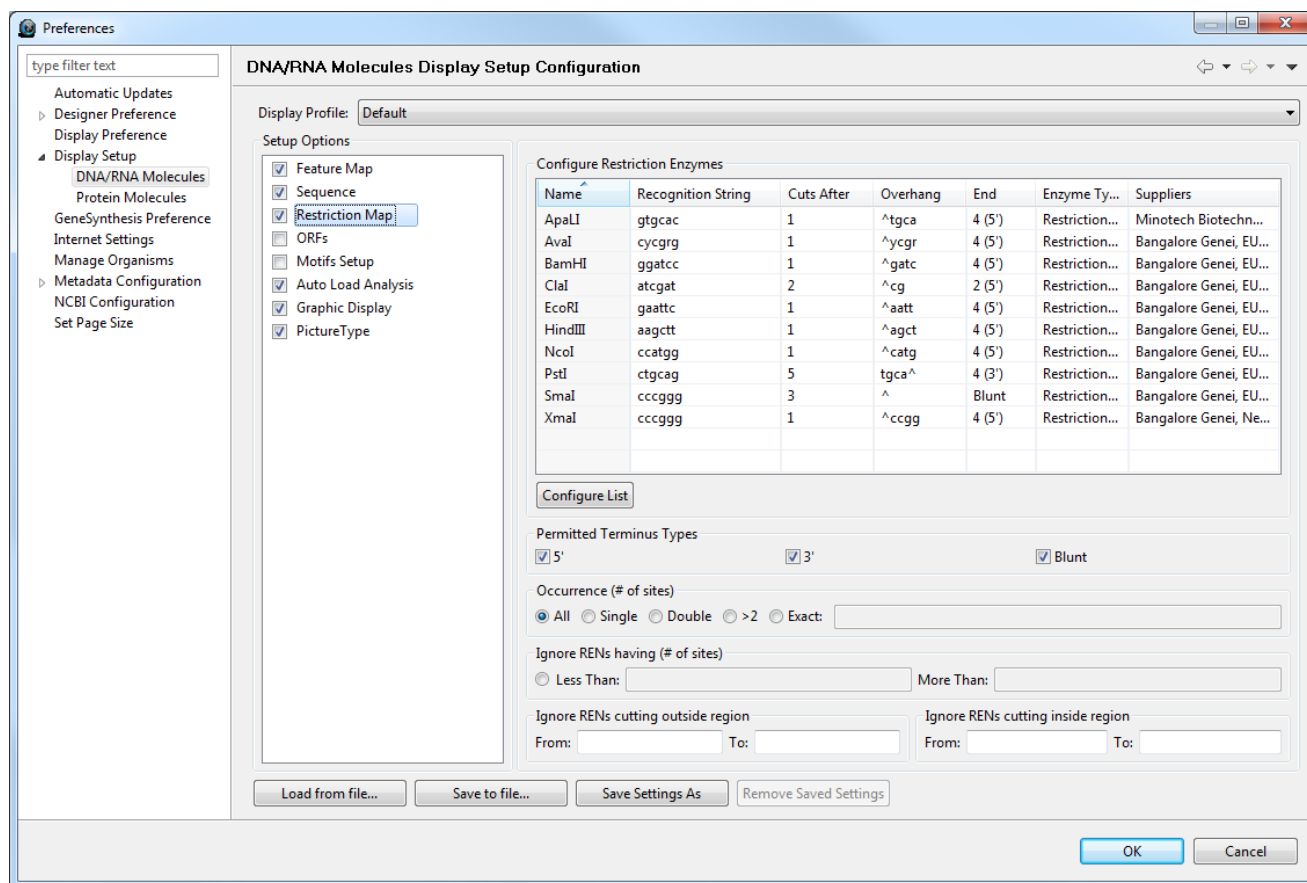 Preferences
type filter text
Automatic Updates
Designer Preference
Display Preference
Display Setup
DNA/RNA Molecules
Protein Molecules
GeneSynthesis Preference
Internet Settings
Manage Organisms
Metadata Configuration
NCBI Configuration
Set Page Size
DNA/RNA Molecules Display Setup Configuration
Display Profile: Default
Setup Options
Feature Map
Sequence
Restriction Map
ORFs
Motifs Setup
Auto Load Analysis
Graphic Display
PictureType
Configure Restriction Enzymes
Name Recognition String Cuts After Overhang End Enzyme Ty... Suppliers
ApaLI gtgcac 1 ^tgca 4 (5') Restriction... Minotech Biotechn...
AvaI cycgrg 1 ^ycgr 4 (5') Restriction... Bangalore Genei, EU...
BamHI ggatcc 1 ^gatc 4 (5') Restriction... Bangalore Genei, EU...
ClaI atcgat 2 ^cg 2 (5') Restriction... Bangalore Genei, EU...
EcoRI gaattc 1 ^aatt 4 (5') Restriction... Bangalore Genei, EU...
HindIII aagctt 1 ^agct 4 (5') Restriction... Bangalore Genei, EU...
NcoI ccatgg 1 ^catg 4 (5') Restriction... Bangalore Genei, EU...
PstI ctgcag 5 tgca^ 4 (3') Restriction... Bangalore Genei, EU...
SmaI cccggg 3 ^ Blunt Restriction... Bangalore Genei, EU...
XmaI cccggg 1 ^ccgg 4 (5') Restriction... Bangalore Genei, Ne...
Configure List
Permitted Terminus Types
5' 3' Blunt
Occurrence (# of sites)
All Single Double >2 Exact:
Ignore RENs having (# of sites)
Less Than: More Than:
Ignore RENs cutting outside region Ignore RENs cutting inside region
From: To: From: To:
Load from file... Save to file... Save Settings As Remove Saved Settings
OK Cancel